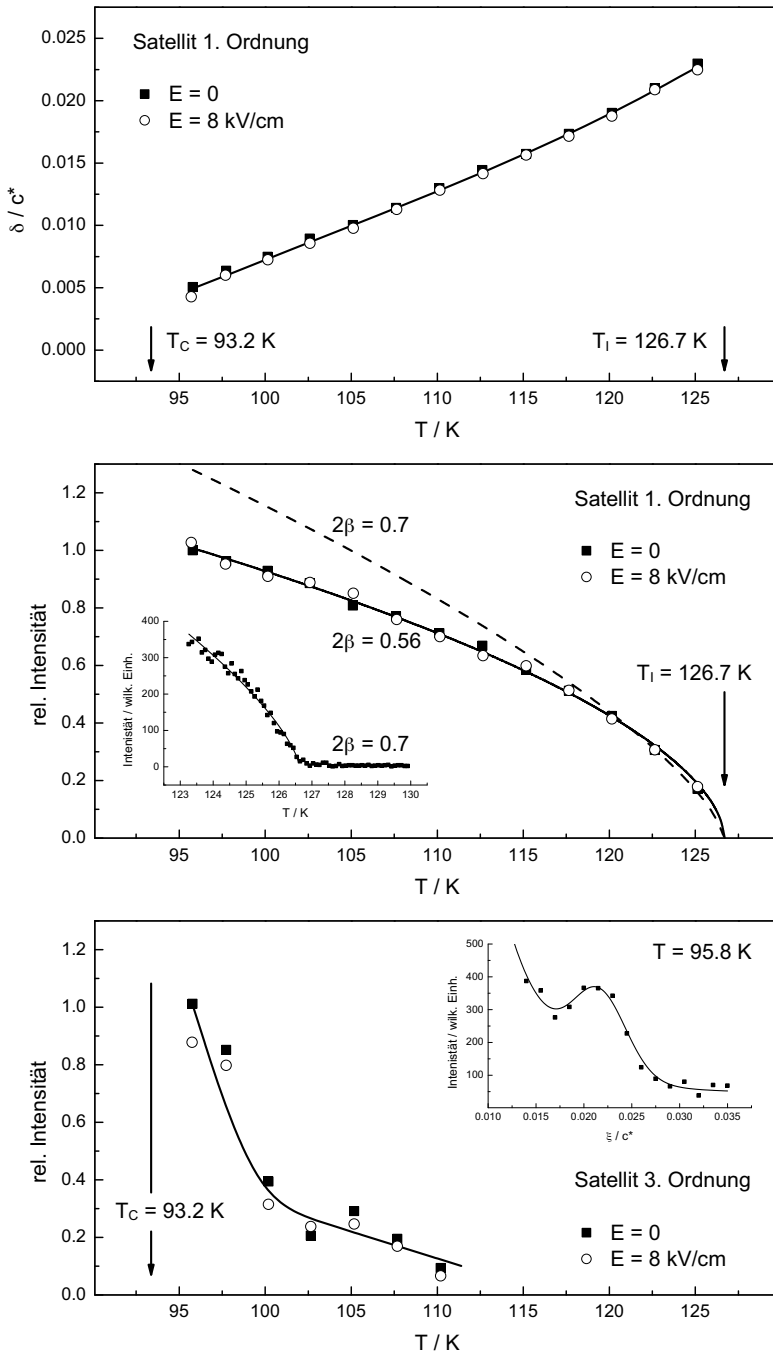 0.025
0.020
0.015
0.010
0.005
0.000
δ / c*
Satellit 1. Ordnung
E = 0
E = 8 kV/cm
T_C = 93.2 K
T_I = 126.7 K
95 100 105 110 115 120 125
T / K
1.2
1.0
0.8
0.6
0.4
0.2
0.0
rel. Intensität
Satellit 1. Ordnung
E = 0
E = 8 kV/cm
2β = 0.7
2β = 0.56
T_I = 126.7 K
400
300
200
100
0
Intenistät / wilk. Einh.
2β = 0.7
123 124 125 126 127 128 129 130
T / K
95 100 105 110 115 120 125
T / K
1.2
1.0
0.8
0.6
0.4
0.2
0.0
rel. Intensität
T_C = 93.2 K
500
400
300
200
100
Intenistät / wilk. Einh.
T = 95.8 K
0.010 0.015 0.020 0.025 0.030 0.035
ξ / c*
Satellit 3. Ordnung
E = 0
E = 8 kV/cm
95 100 105 110 115 120 125
T / K